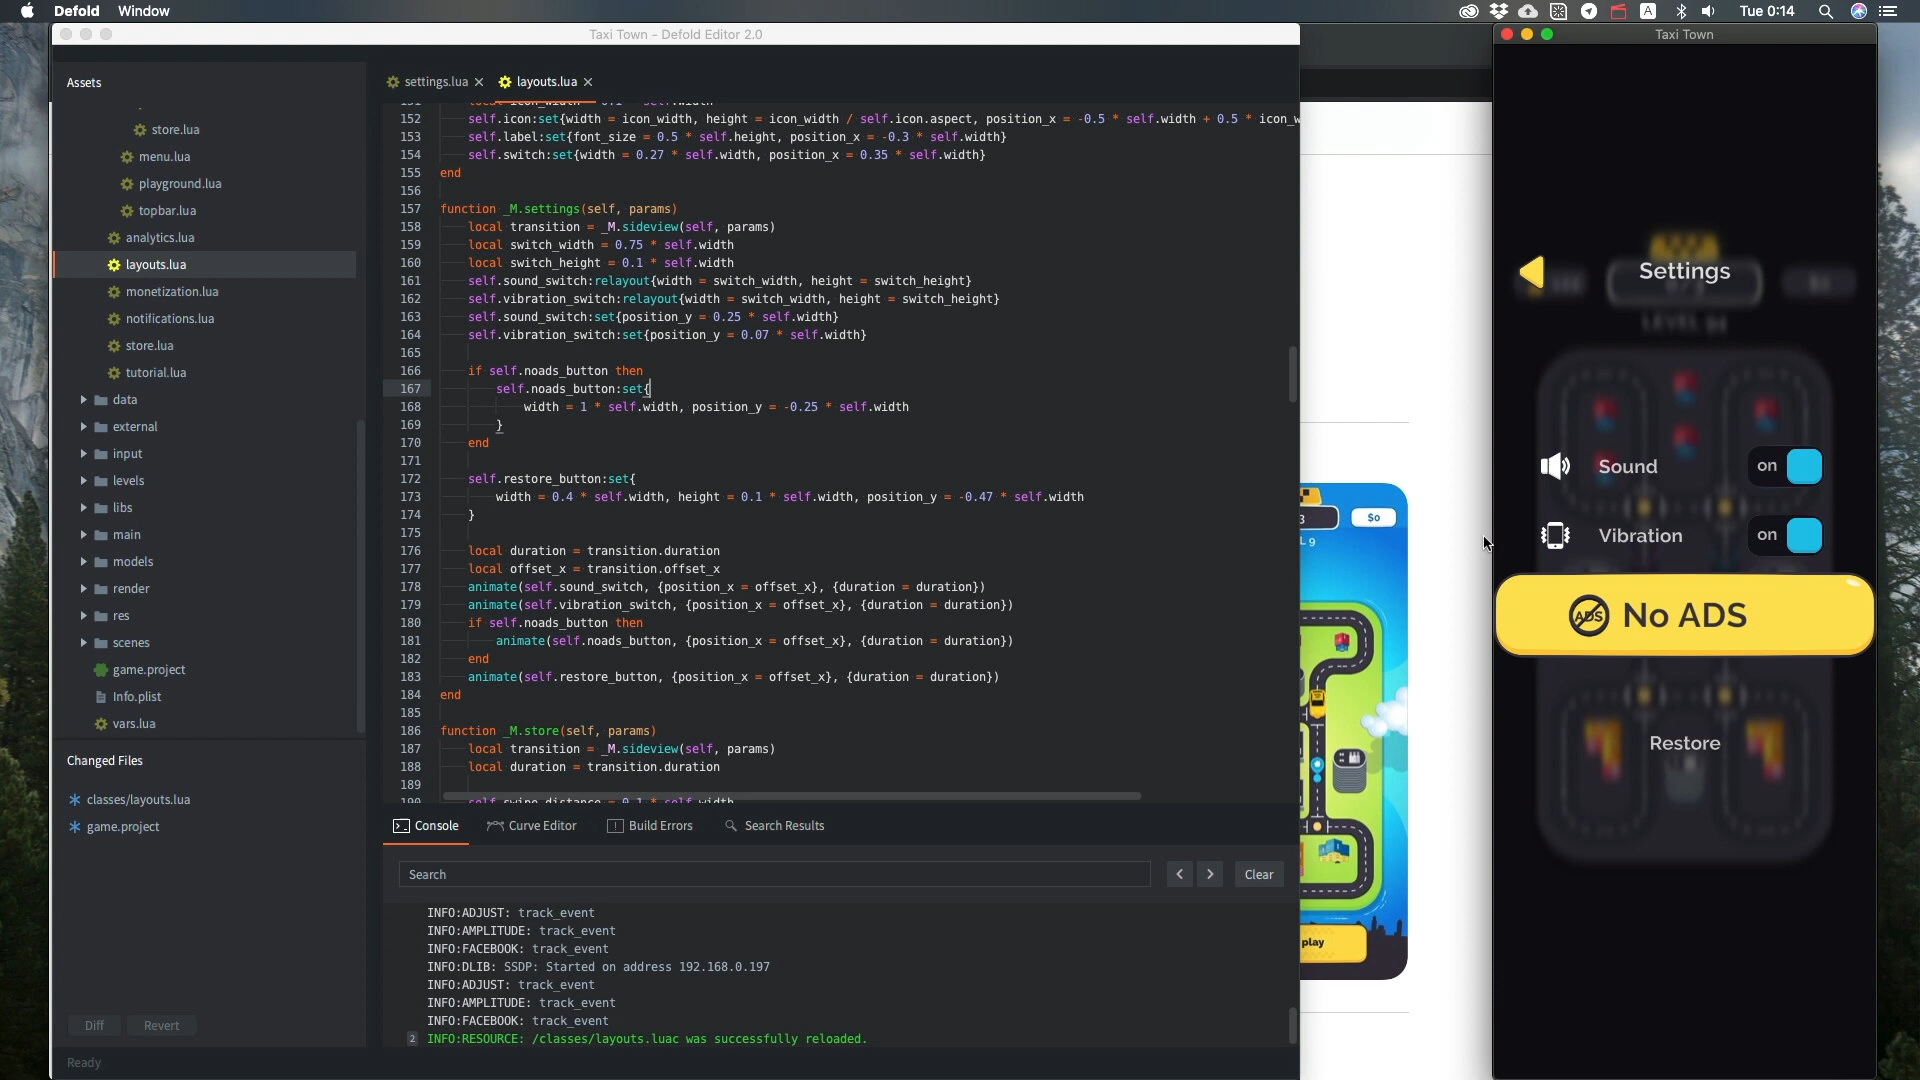 Defold Window
A
Tue 0:14
Taxi Town - Defold Editor 2.0
Taxi Town
Assets
store.lua
menu.lua
playground.lua
topbar.lua
analytics.lua
layouts.lua
monetization.lua
notifications.lua
store.lua
tutorial.lua
data
external
input
levels
libs
main
models
render
res
scenes
game.project
Info.plist
vars.lua
Changed Files
classes/layouts.lua
game.project
Diff Revert
Ready
settings.lua layouts.lua
152 self.icon:set{width = icon_width, height = icon_width / self.icon.aspect, position_x = -0.5 * self.width + 0.5 * icon_w
153 self.label:set{font_size = 0.5 * self.height, position_x = -0.3 * self.width}
154 self.switch:set{width = 0.27 * self.width, position_x = 0.35 * self.width}
155 end
156
157 function _M.settings(self, params)
158 local transition = _M.sideview(self, params)
159 local switch_width = 0.75 * self.width
160 local switch_height = 0.1 * self.width
161 self.sound_switch:relayout{width = switch_width, height = switch_height}
162 self.vibration_switch:relayout{width = switch_width, height = switch_height}
163 self.sound_switch:set{position_y = 0.25 * self.width}
164 self.vibration_switch:set{position_y = 0.07 * self.width}
165
166 if self.noads_button then
167 self.noads_button:set{
168 width = 1 * self.width, position_y = -0.25 * self.width
169 }
170 end
171
172 self.restore_button:set{
173 width = 0.4 * self.width, height = 0.1 * self.width, position_y = -0.47 * self.width
174 }
175
176 local duration = transition.duration
177 local offset_x = transition.offset_x
178 animate(self.sound_switch, {position_x = offset_x}, {duration = duration})
179 animate(self.vibration_switch, {position_x = offset_x}, {duration = duration})
180 if self.noads_button then
181 animate(self.noads_button, {position_x = offset_x}, {duration = duration})
182 end
183 animate(self.restore_button, {position_x = offset_x}, {duration = duration})
184 end
185
186 function _M.store(self, params)
187 local transition = _M.sideview(self, params)
188 local duration = transition.duration
189
190 self.swipe_distance = 0.1 * self.width
Console Curve Editor Build Errors Search Results
Search
Clear
INFO:ADJUST: track_event
INFO:AMPLITUDE: track_event
INFO:FACEBOOK: track_event
INFO:DLIB: SSDP: Started on address 192.168.0.197
INFO:ADJUST: track_event
INFO:AMPLITUDE: track_event
INFO:FACEBOOK: track_event
2 INFO:RESOURCE: /classes/layouts.luac was successfully reloaded.
3 $0
L 9
play
Settings
LEVEL
Sound on
Vibration on
ADS No ADS
Restore